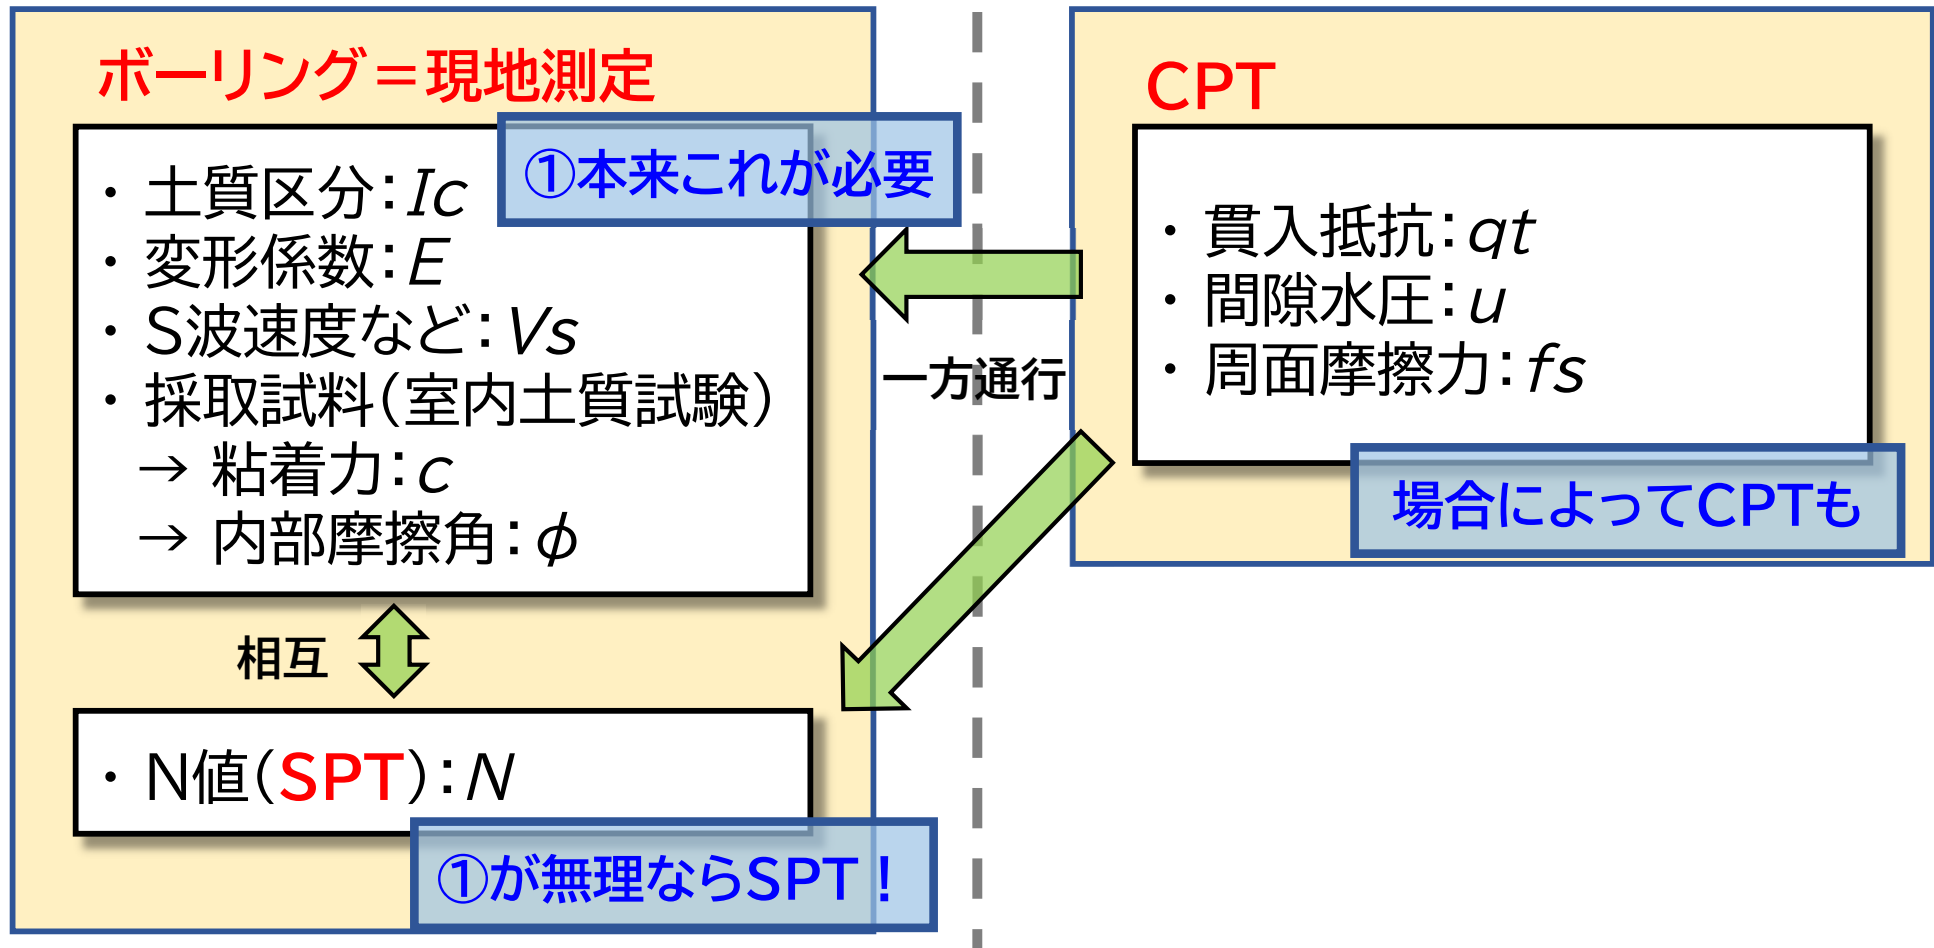 ボーリング＝現地測定
①本来これが必要
・土質区分：Ic
・変形係数：E
・S波速度など：Vs
・採取試料（室内土質試験）
→ 粘着力：c
→ 内部摩擦角：φ
相互
・N値（SPT）：N
①が無理ならSPT！
一方通行
CPT
・貫入抵抗：qt
・間隙水圧：u
・周面摩擦力：fs
場合によってCPTも